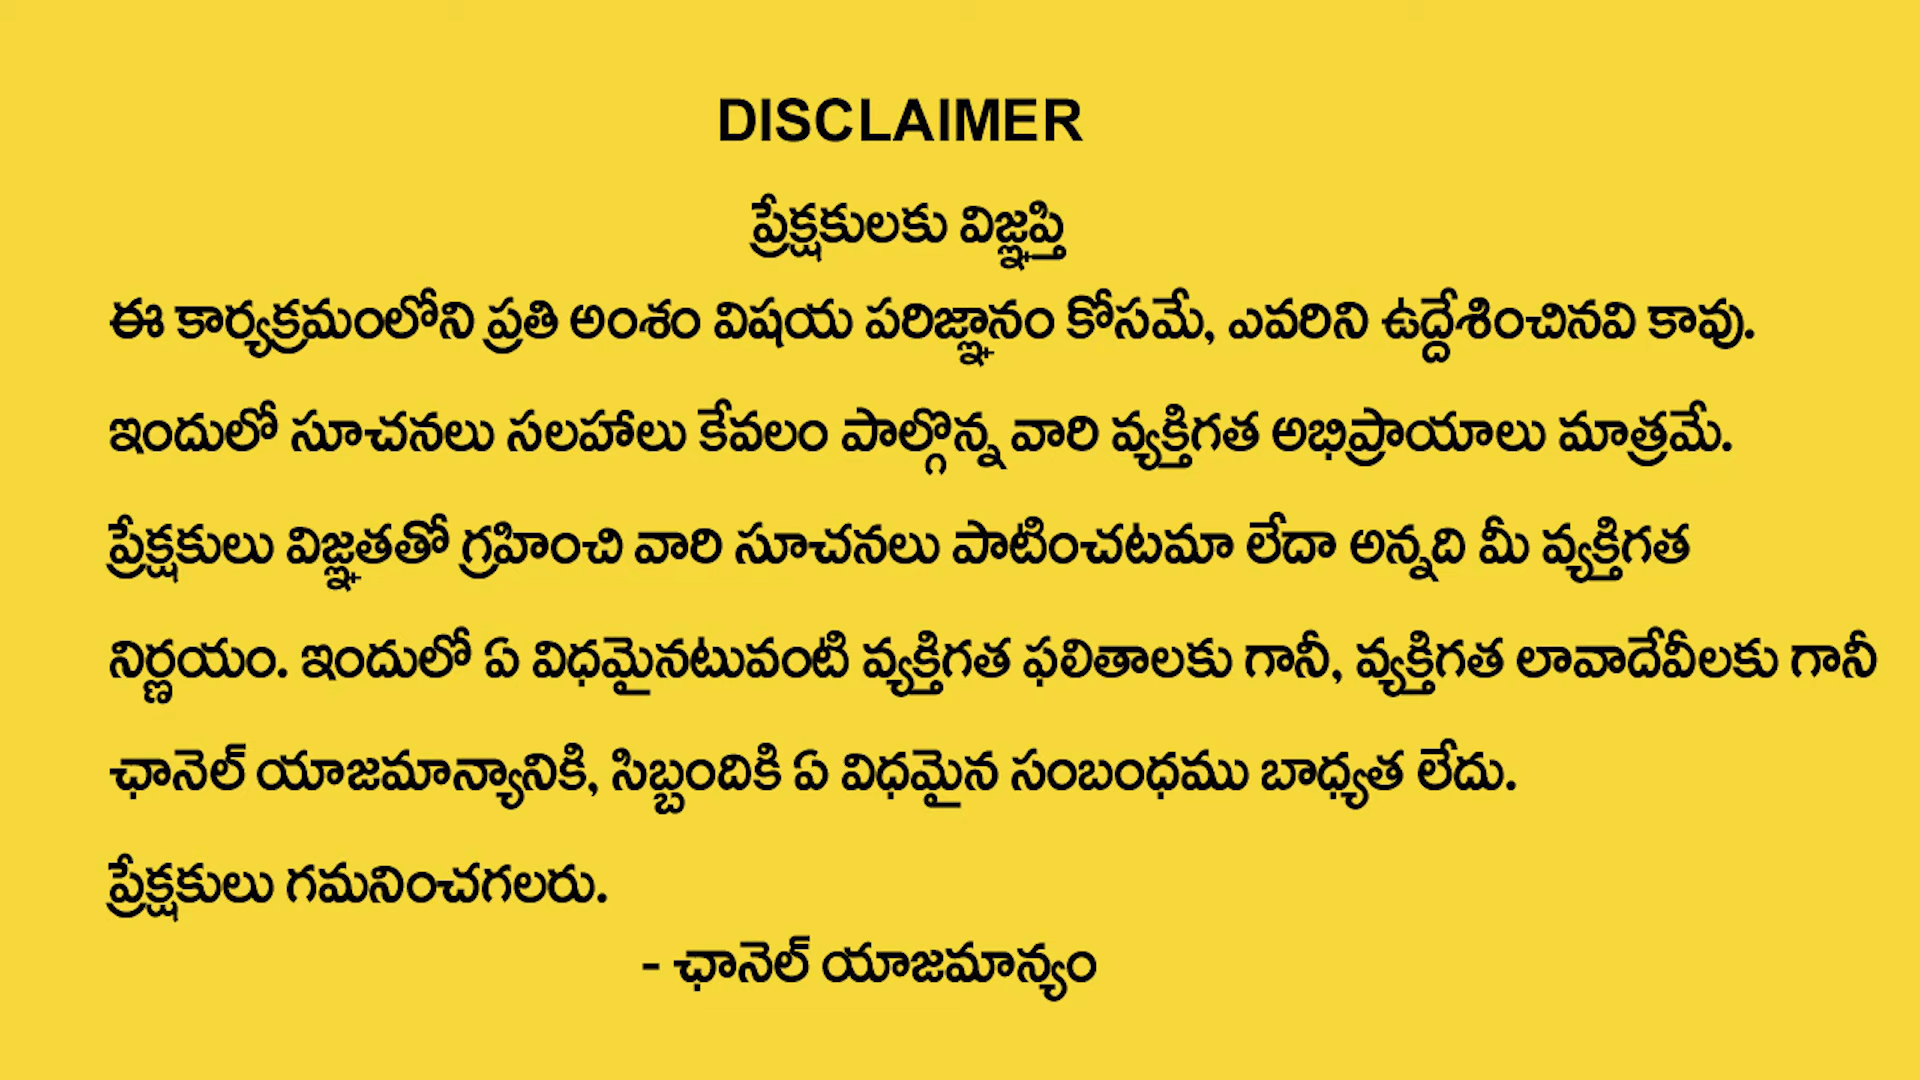 DISCLAIMER
ప్రేక్షకులకు విజ్ఞప్తి
ఈ కార్యక్రమంలోని ప్రతి అంశం విషయ పరిజ్ఞానం కోసమే, ఎవరిని ఉద్దేశించినవి కావు.
ఇందులో సూచనలు సలహాలు కేవలం పాల్గొన్న వారి వ్యక్తిగత అభిప్రాయాలు మాత్రమే.
ప్రేక్షకులు విజ్ఞతతో గ్రహించి వారి సూచనలు పాటించటమా లేదా అన్నది మీ వ్యక్తిగత
నిర్ణయం. ఇందులో ఏ విధమైనటువంటి వ్యక్తిగత ఫలితాలకు గానీ, వ్యక్తిగత లావాదేవీలకు గానీ
ఛానెల్ యాజమాన్యానికి, సిబ్బందికి ఏ విధమైన సంబంధము బాధ్యత లేదు.
ప్రేక్షకులు గమనించగలరు.
- ఛానెల్ యాజమాన్యం